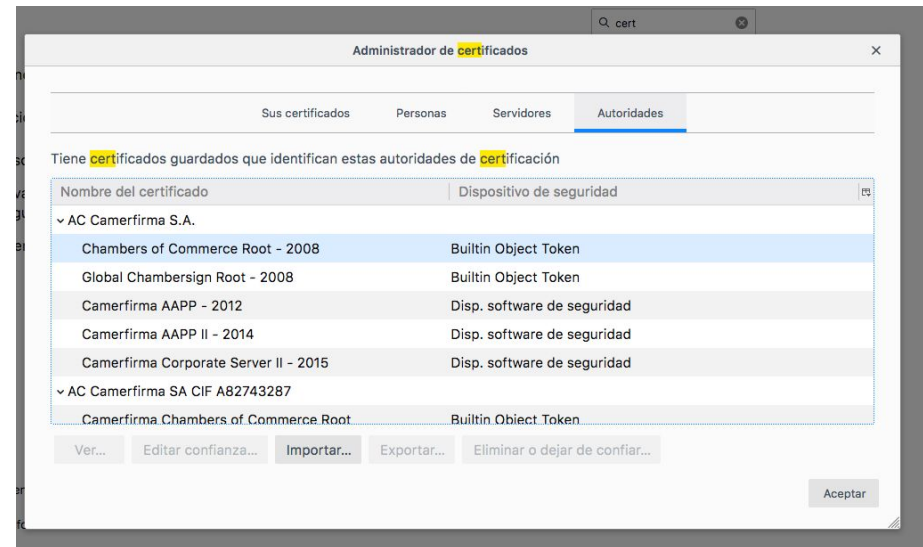 cert
Administrador de certificados
Sus certificados Personas Servidores Autoridades
Tiene certificados guardados que identifican estas autoridades de certificación
Nombre del certificado Dispositivo de seguridad
AC Camerfirma S.A.
Chambers of Commerce Root - 2008 Builtin Object Token
Global Chambersign Root - 2008 Builtin Object Token
Camerfirma AAPP - 2012 Disp. software de seguridad
Camerfirma AAPP II - 2014 Disp. software de seguridad
Camerfirma Corporate Server II - 2015 Disp. software de seguridad
AC Camerfirma SA CIF A82743287
Camerfirma Chambers of Commerce Root Builtin Object Token
Ver... Editar confianza... Importar... Exportar... Eliminar o dejar de confiar...
Aceptar